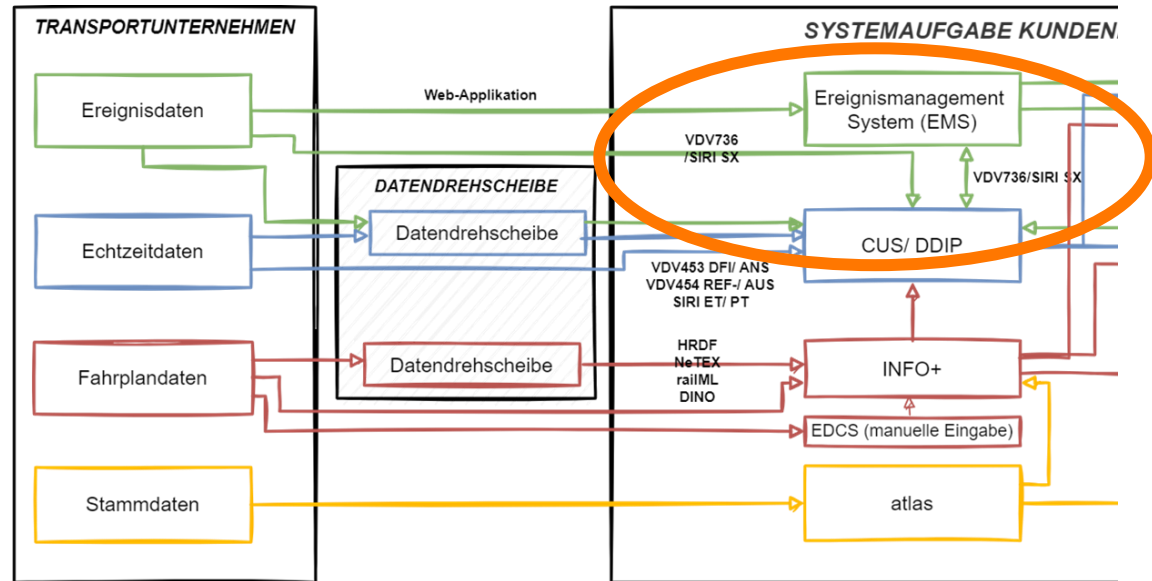 TRANSPORTUNTERNEHMEN
SYSTEMAUFGABE
Ereignisdaten
Web-Applikation
Ereignismanagement
System (EMS)
VDV736
/SIRI SX
VDV736/SIRI SX
DATENDREHSCHEIBE
Echtzeitdaten
Datendrehscheibe
CUS/ DDIP
VDV453 DFI/ ANS
VDV454 REF-/ AUS
SIRI ET/ PT
Fahrplandaten
Datendrehscheibe
HRDF
NeTEX
railML
DINO
INFO+
EDCS (manuelle Eingabe)
Stammdaten
atlas